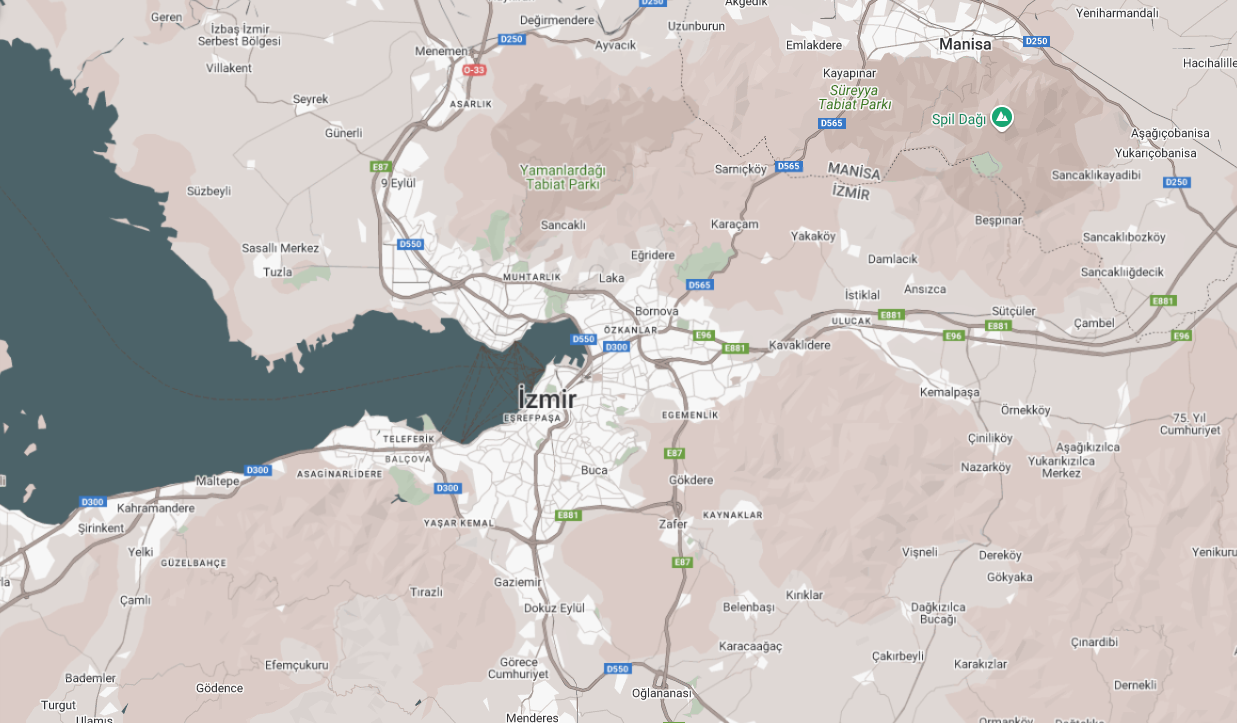 Akgedik
D250
Geren
Değirmendere
Uzunburun
Yeniharmandalı
İzbaş İzmir
Serbest Bölgesi
D250
Ayvacık
Emlakdere
Manisa
D250
Menemen
Villakent
O-33
Kayapınar
Hacıhalille
Süreyya
Tabiat Parkı
Seyrek
ASARLIK
Spil Dağı
D565
Günerli
Aşağıçobanisa
Yukarıçobanisa
E87
Yamanlardağı
Tabiat Parkı
Sarnıçköy
D565
MANİSA
İZMİR
Sancaklıkayadibi
D250
9 Eylül
Süzbeyli
Sancaklı
Karaçam
Beşpınar
Yakaköy
Sancaklıbozköy
D550
Sasallı Merkez
Eğridere
Damlacık
Tuzla
MUHTARLIK
Laka
D565
Sancaklıiğdecik
Ansızca
İstiklal
E881
Bornova
Sütçüler
E881
ULUCAK
Çambel
ÖZKANLAR
E881
E96
E96
E96
D550
D300
E881
Kavaklıdere
İzmir
Kemalpaşa
EŞREFPAŞA
EGEMENLİK
Örnekköy
75. Yıl
Cumhuriyet
TELEFERİK
Çiniliköy
Aşağıkızılca
BALÇOVA
E87
Yukarıkızılca
Merkez
ASAGİNARLİDERE
D300
Buca
Nazarköy
Maltepe
Gökdere
D300
D300
Kahramandere
E881
KAYNAKLAR
Şirinkent
YAŞAR KEMAL
Zafer
Yelki
GÜZELBAHÇE
E87
Vişneli
Dereköy
Yenikuru
Gaziemir
Gökyaka
Tırazlı
Kırıklar
Çamlı
Dokuz Eylül
Belenbaşı
Dağkızılca
Bucağı
Karacaağaç
Çınardibi
Efemçukuru
Görece
Cumhuriyet
D550
Çakırbeyli
Karakızlar
Bademler
Gödence
Oğlananası
Dernekli
Turgut
Ulamış
Menderes
Ormanköy